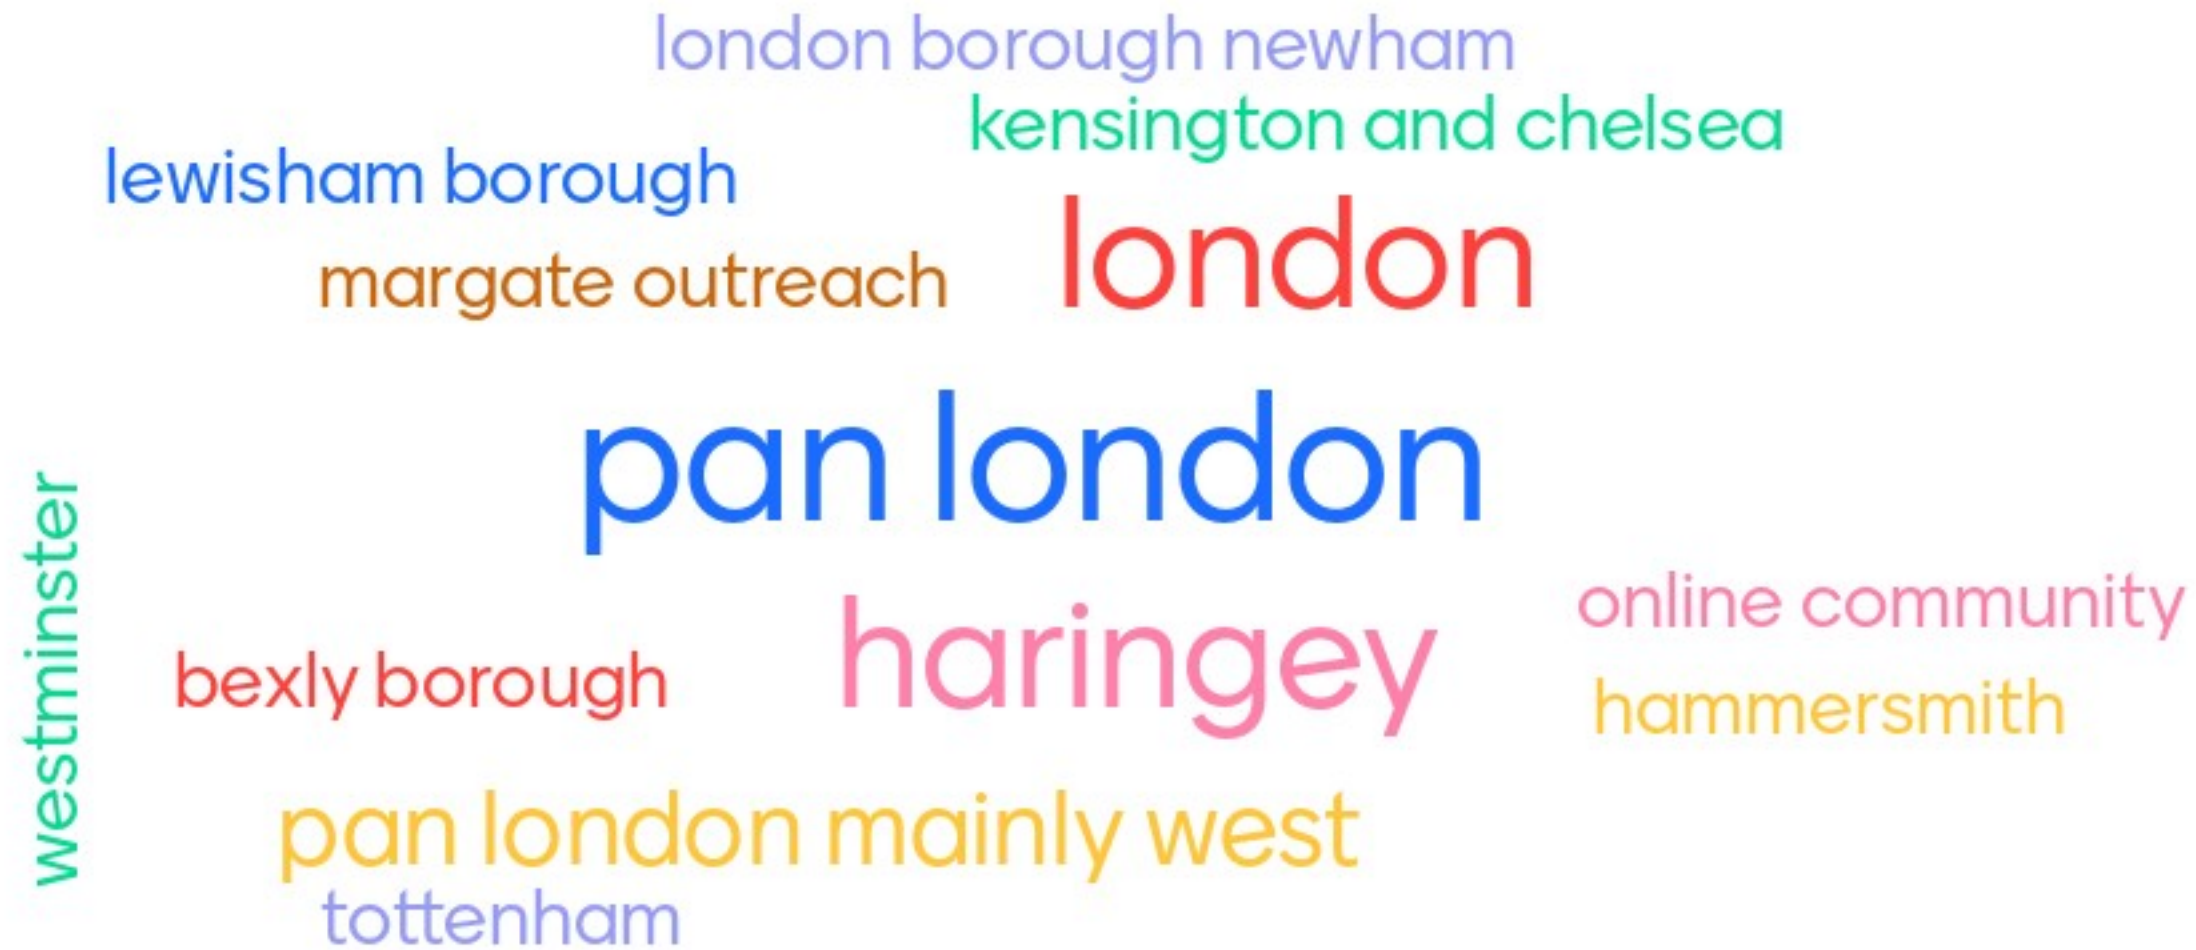 london borough newham
kensington and chelsea
lewisham borough
london
margate outreach
pan london
westminster
online community
haringey
bexly borough
hammersmith
pan london mainly west
tottenham